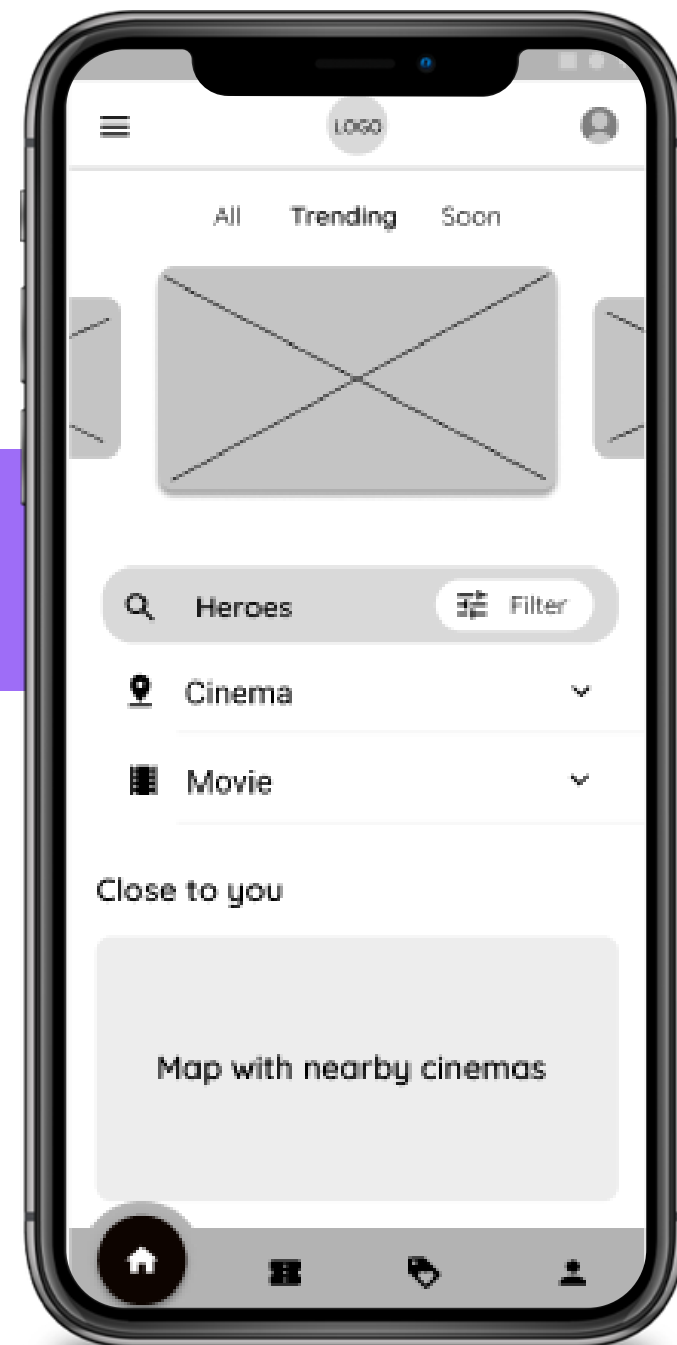 LOGO
All Trending Soon
Heroes Filter
Cinema
Movie
Close to you
Map with nearby cinemas